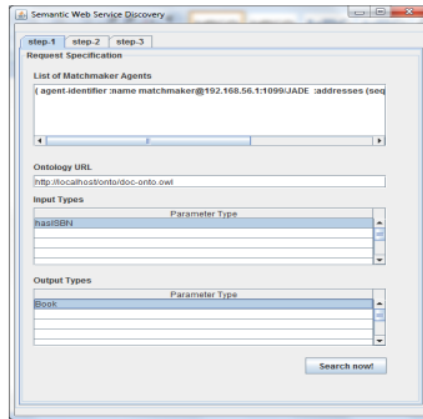 Semantic Web Service Discovery
step-1 step-2 step-3
Request Specification
List of Matchmaker Agents
( agent-identifier :name matchmaker@192.168.56.1:1099/JADE :addresses (seq
Ontology URL
http://localhost/onto/doc-onto.owl
Input Types
Parameter Type
hasISBN
Output Types
Parameter Type
Book
Search now!